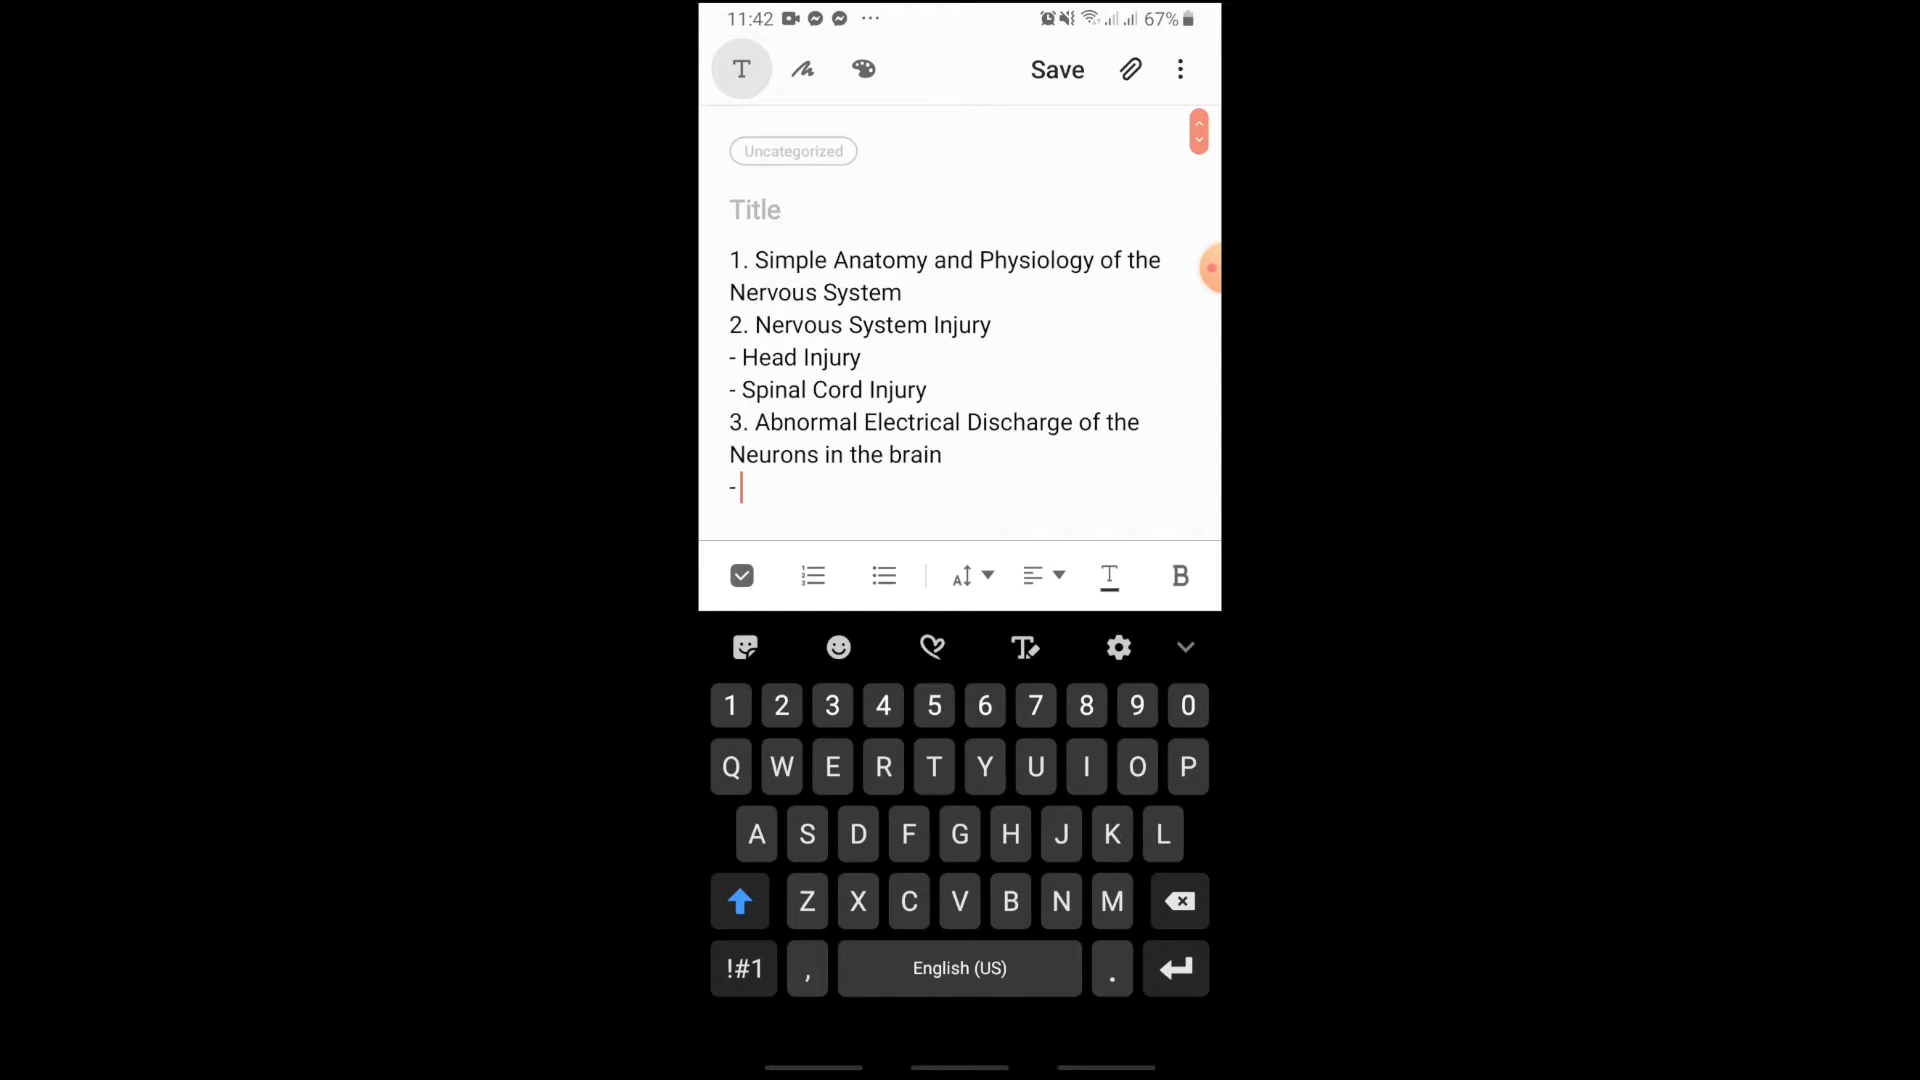 11:42 ... 67%
T Save
Uncategorized
Title
1. Simple Anatomy and Physiology of the
Nervous System
2. Nervous System Injury
- Head Injury
- Spinal Cord Injury
3. Abnormal Electrical Discharge of the
Neurons in the brain
-
A T B
T
1 2 3 4 5 6 7 8 9 0
Q W E R T Y U I O P
A S D F G H J K L
Z X C V B N M
!#1 , English (US) .